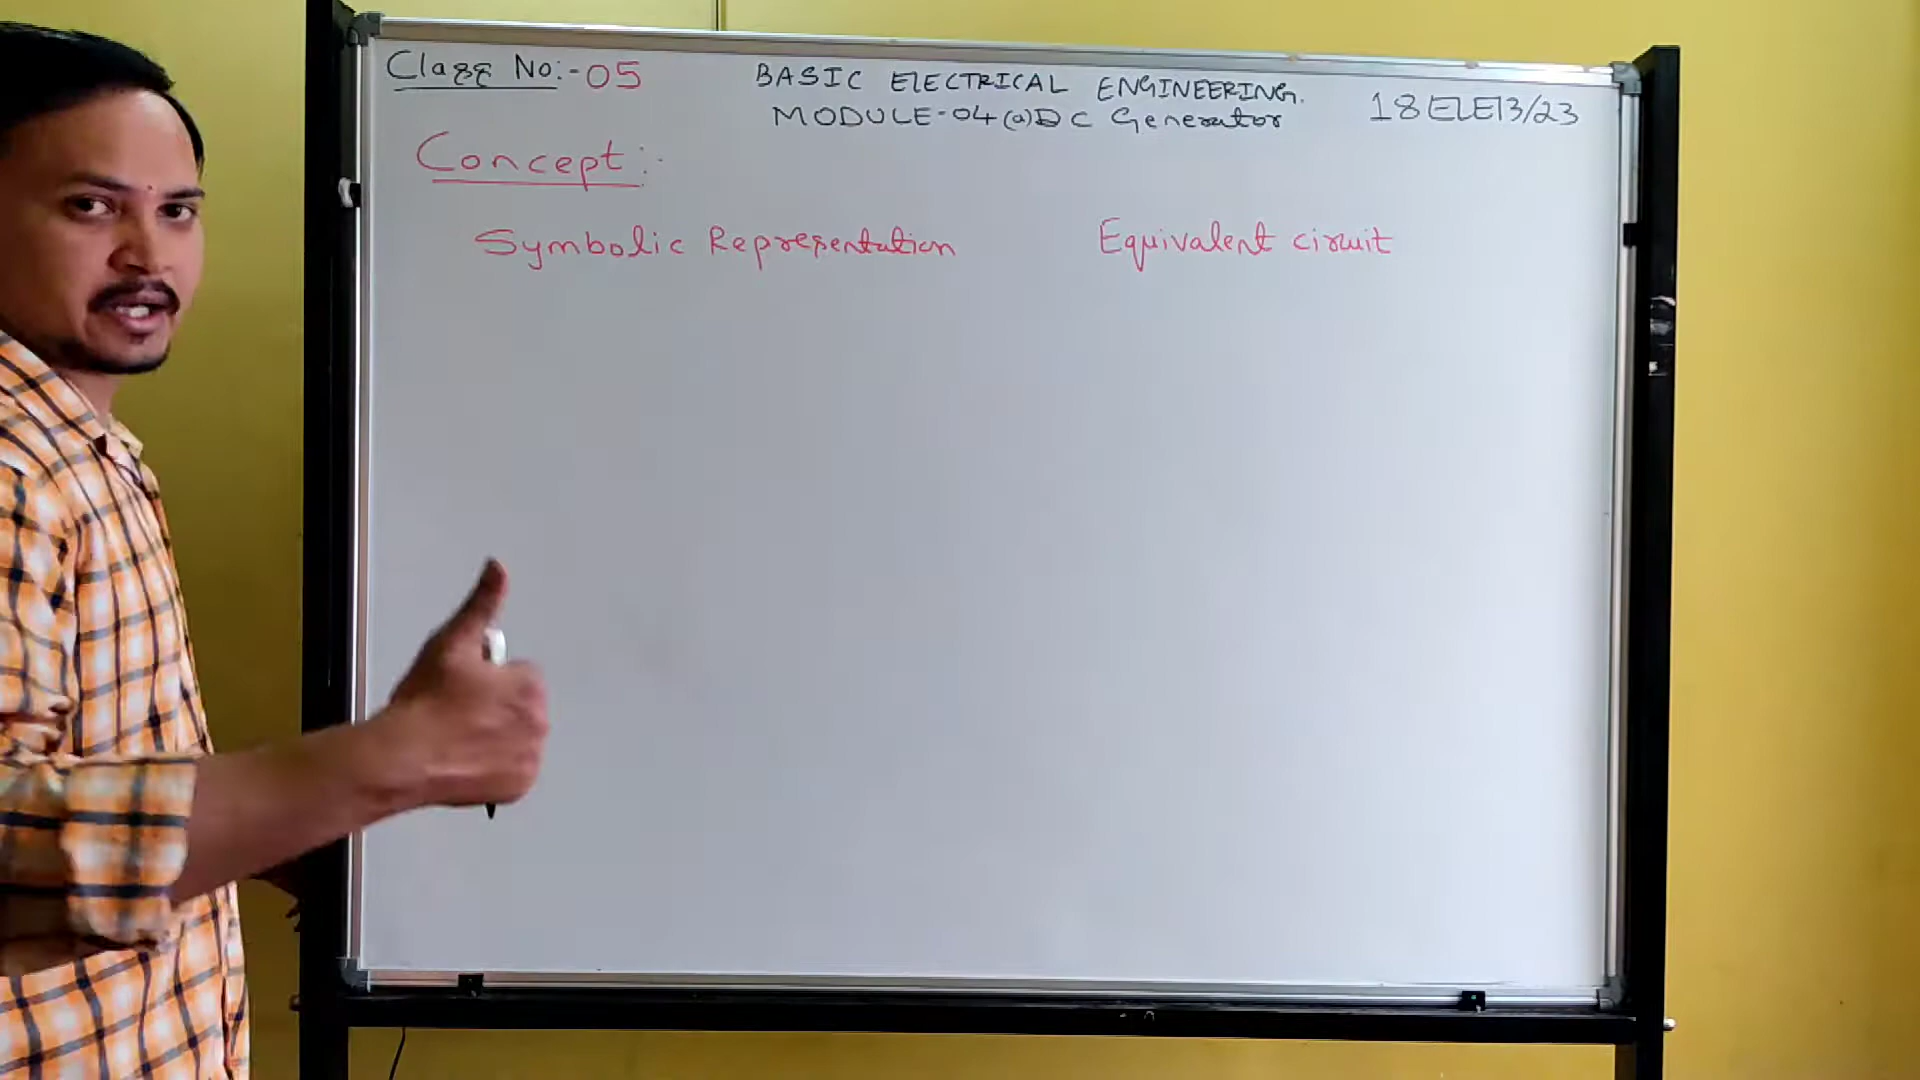 Class No:- 05
BASIC ELECTRICAL ENGINEERING.
MODULE-04 (a) DC Generator
18ELE13/23
Concept:-
Symbolic Representation
Equivalent circuit